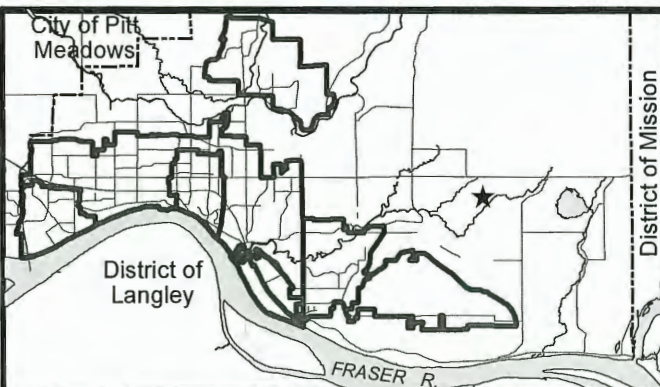 City of Pitt
Meadows
District of Mission
District of
Langley
FRASER R.